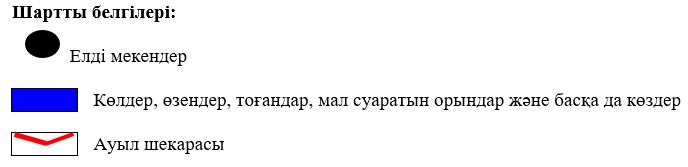 Шартты белгілері:
Елді мекендер
Көлдер, өзендер, тоғандар, мал суаратын орындар және басқа да көздер
Ауыл шекарасы